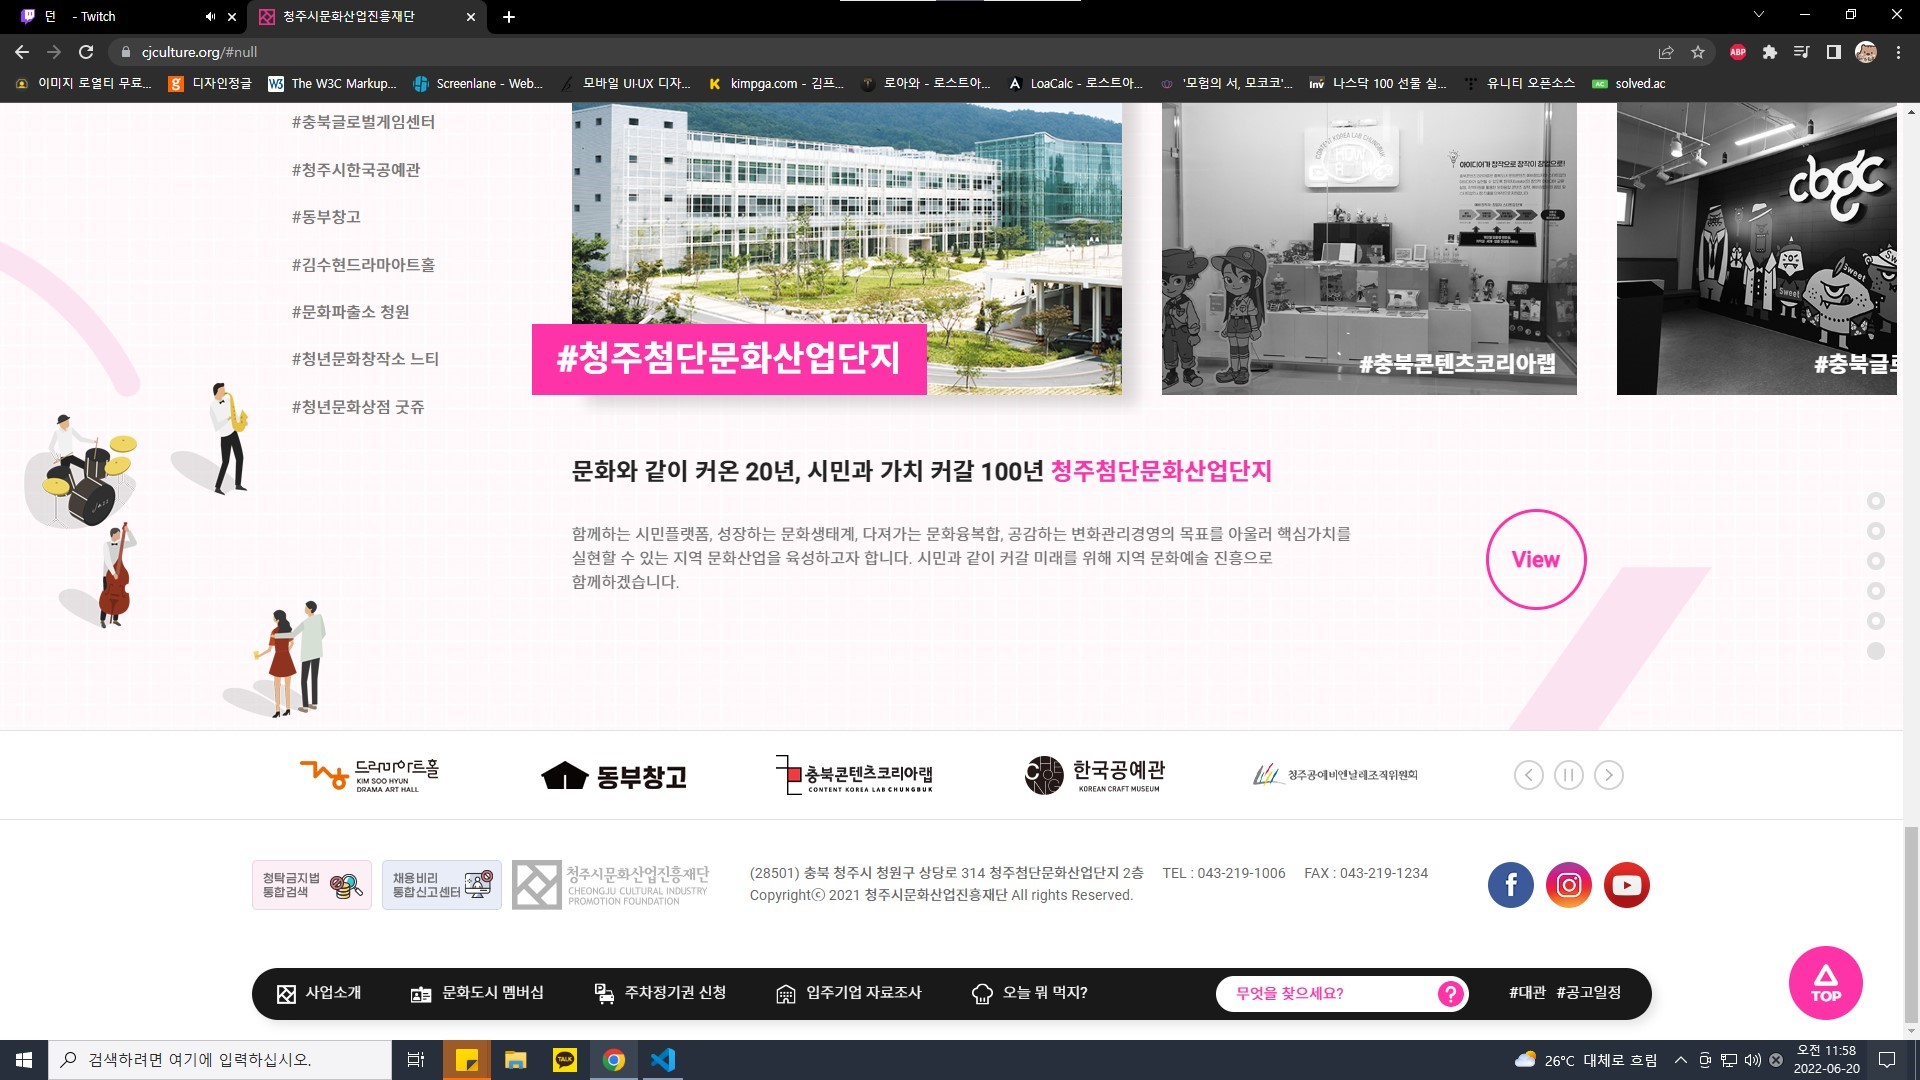 던 - Twitch
청주시문화산업진흥재단
cjculture.org/#null
ABP
이미지 로열티 무료...
디자인정글
The W3C Markup...
Screenlane - Web...
모바일 UI·UX 디자...
kimpga.com - 김프...
로아와 - 로스트아...
LoaCalc - 로스트아...
'모험의 서, 모코코'...
나스닥 100 선물 실...
유니티 오픈소스
solved.ac
#충북글로벌게임센터
#청주시한국공예관
#동부창고
#김수현드라마아트홀
#문화파출소 청원
#청년문화창작소 느티
#청년문화상점 굿쥬
#청주첨단문화산업단지
CONTENT KOREA LAB CHUNGBUK
아이디어가 창작으로 창작이 창업으로!
#충북콘텐츠코리아랩
cbgc
Sweet
Sweet
#충북글로
Jazz
문화와 같이 커온 20년, 시민과 가치 커갈 100년 청주첨단문화산업단지
함께하는 시민플랫폼, 성장하는 문화생태계, 다져가는 문화융복합, 공감하는 변화관리경영의 목표를 아울러 핵심가치를
실현할 수 있는 지역 문화산업을 육성하고자 합니다. 시민과 같이 커갈 미래를 위해 지역 문화예술 진흥으로
함께하겠습니다.
View
드라마아트홀
KIM SOO HYUN
DRAMA ART HALL
동부창고
충북콘텐츠코리아랩
CONTENT KOREA LAB CHUNGBUK
한국공예관
KOREAN CRAFT MUSEUM
청주공예비엔날레조직위원회
청탁금지법
통합검색
채용비리
통합신고센터
청주시문화산업진흥재단
CHEONGJU CULTURAL INDUSTRY
PROMOTION FOUNDATION
(28501) 충북 청주시 청원구 상당로 314 청주첨단문화산업단지 2층 TEL : 043-219-1006 FAX : 043-219-1234
Copyrightⓒ 2021 청주시문화산업진흥재단 All rights Reserved.
사업소개
문화도시 멤버십
주차정기권 신청
입주기업 자료조사
오늘 뭐 먹지?
무엇을 찾으세요?
?
#대관 #공고일정
TOP
검색하려면 여기에 입력하십시오.
TALK
26°C 대체로 흐림
오전 11:58
2022-06-20